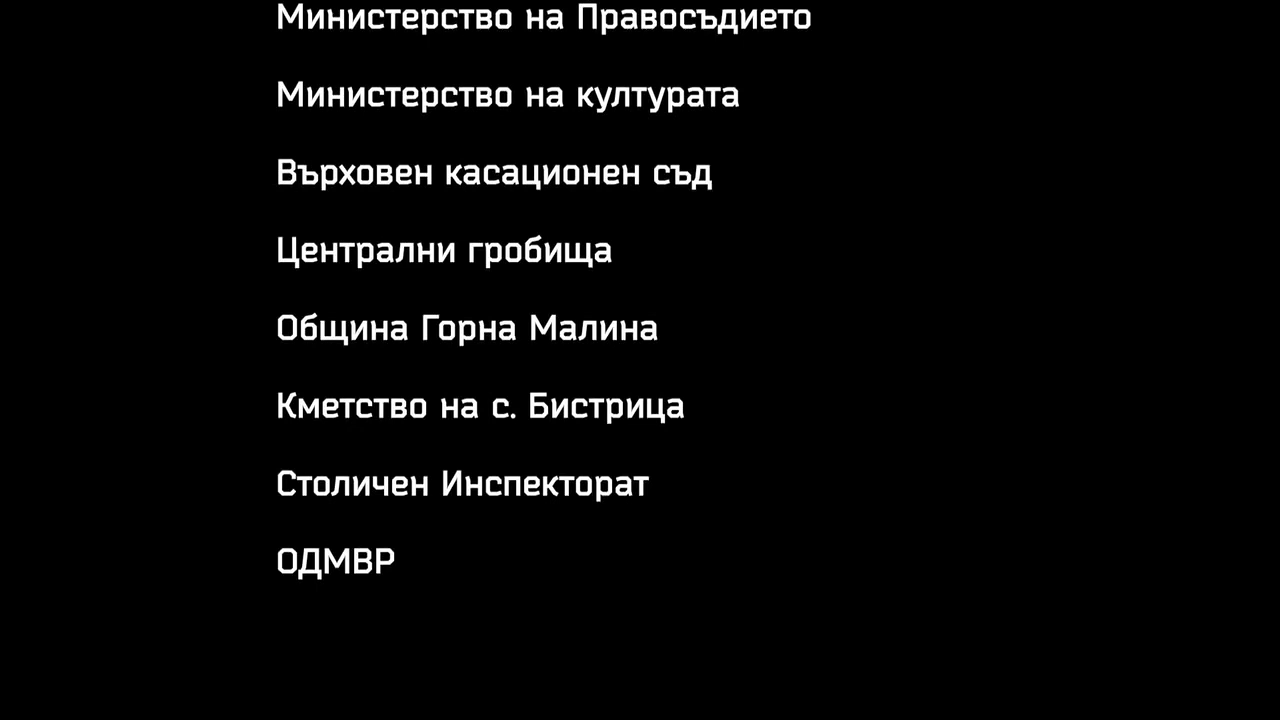 Министерство на Правосъдието
Министерство на културата
Върховен касационен съд
Централни гробища
Община Горна Малина
Кметство на с. Бистрица
Столичен Инспекторат
ОДМВР